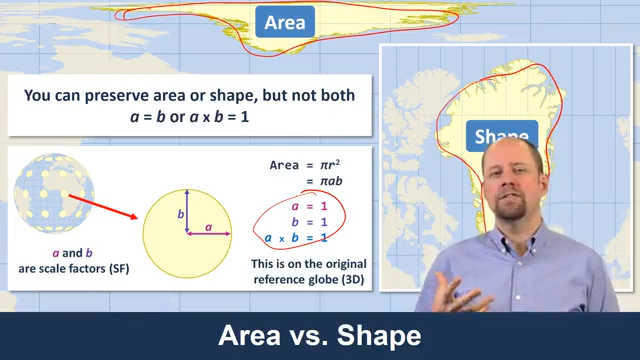 Area
You can preserve area or shape, but not both
a = b or a x b = 1
Shape
Area = πr²
= πab
a = 1
b = 1
a x b = 1
b
a
a and b
are scale factors (SF)
This is on the original
reference globe (3D)
Area vs. Shape